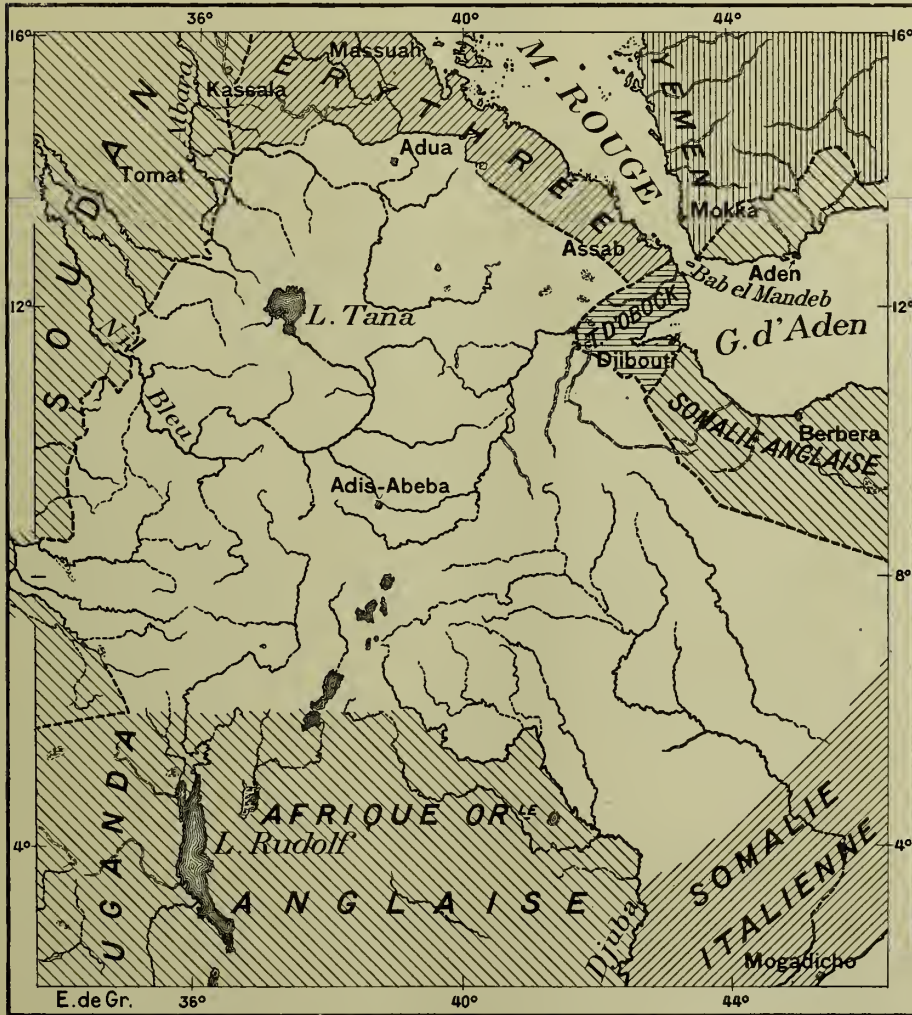 36°
40°
44°
16°
16°
Massuah
M. ROUGE
YEMEN
Kassala
ERYTHREE
Atbara
SOUDAN
Adua
Tomat
Mokka
Assab
Aden
Bab el Mandeb
12°
12°
L. Tana
T. D'OBOCK
G. d'Aden
Nil Bleu
Djibouti
SOMALIE ANGLAISE
Berbera
Adis-Abeba
8°
8°
UGANDA
AFRIQUE ORLE ANGLAISE
4°
4°
L. Rudolf
SOMALIE ITALIENNE
Djuba
Mogadicho
E. de Gr.
36°
40°
44°